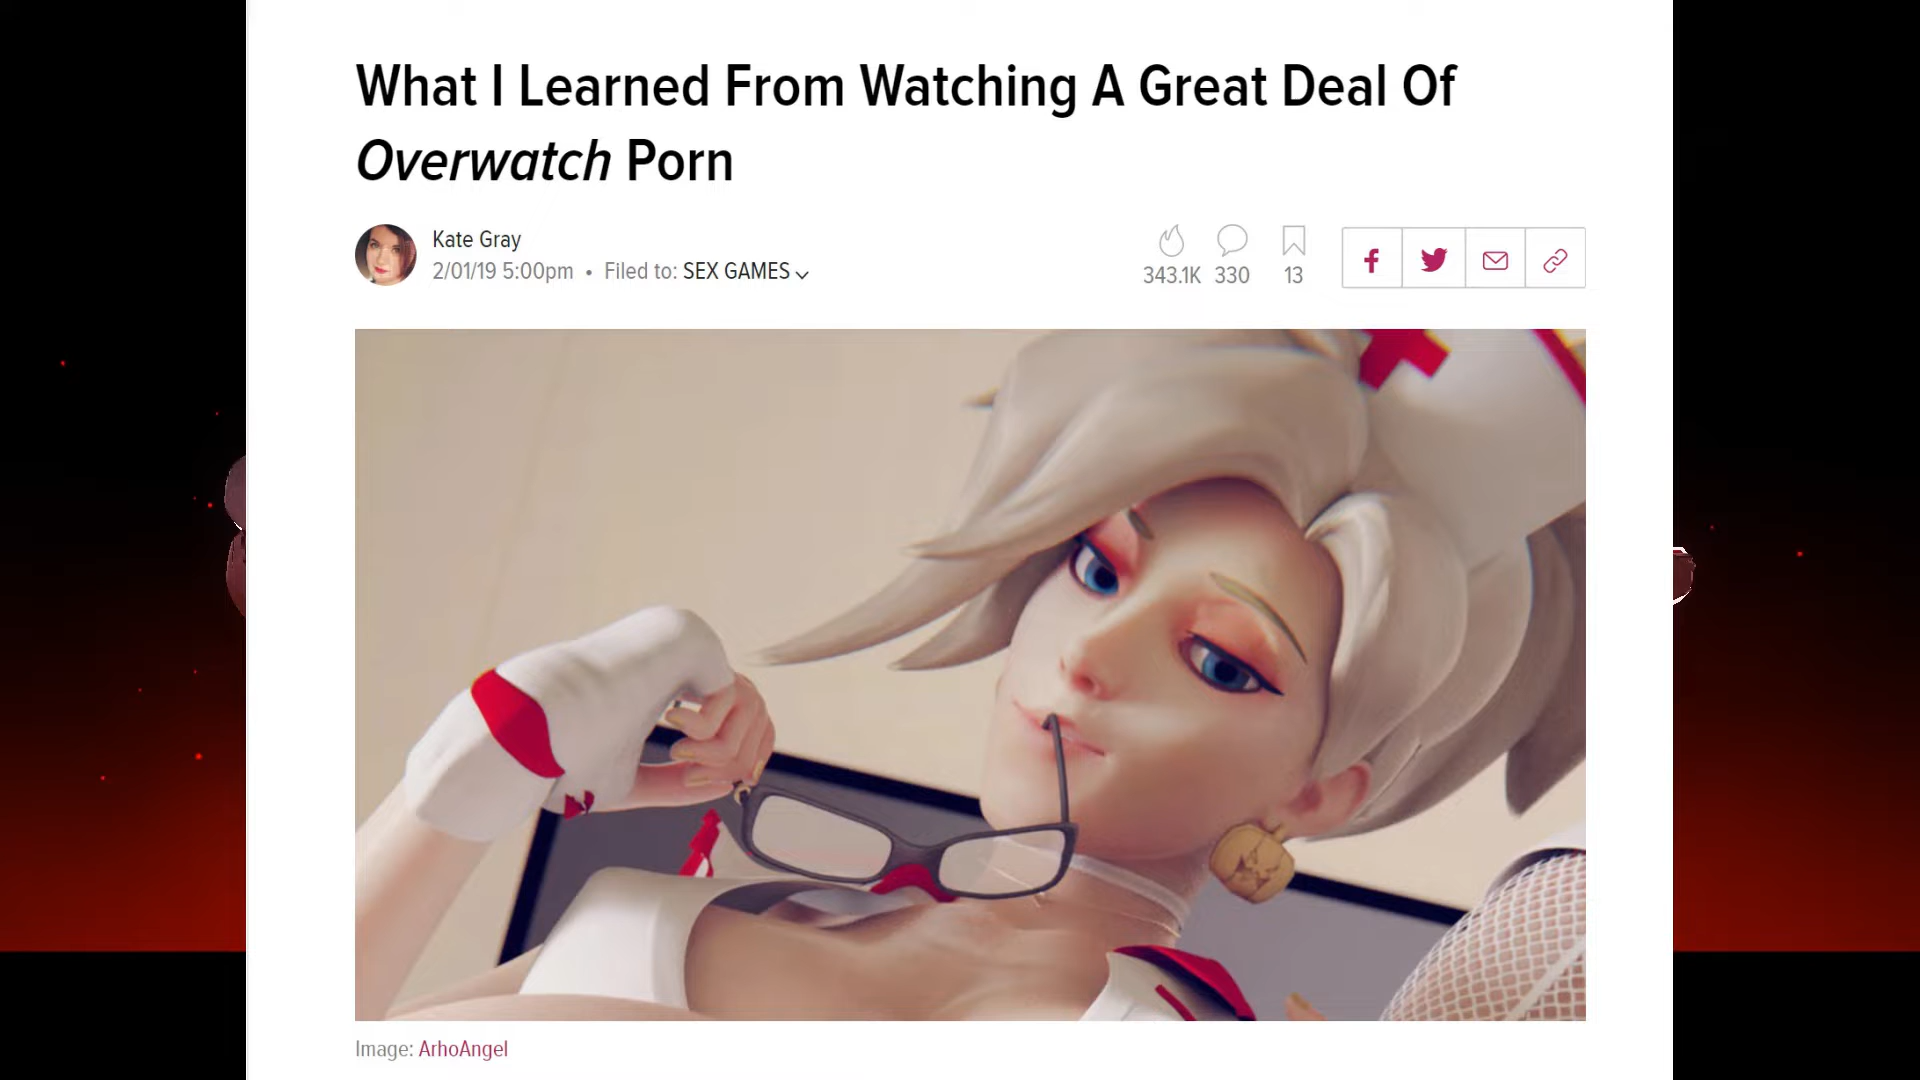 What I Learned From Watching A Great Deal Of
Overwatch Porn
Kate Gray
2/01/19 5:00pm • Filed to: SEX GAMES
343.1K 330 13
Image: ArhoAngel